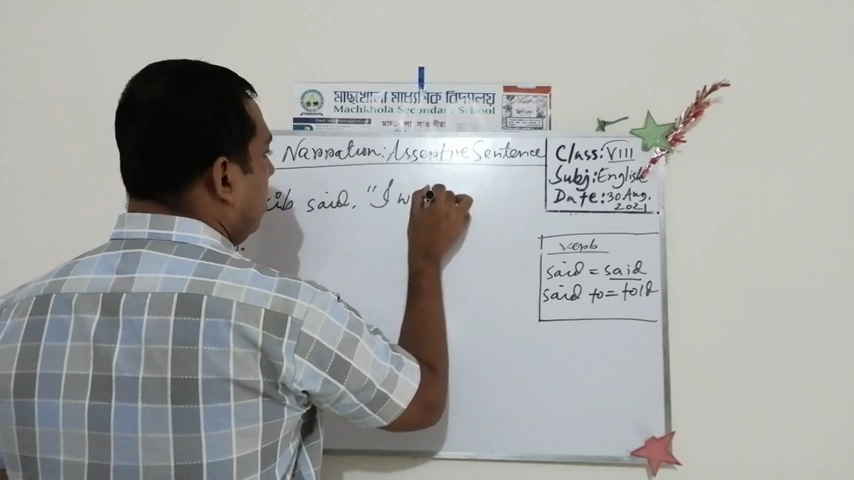 মাছখোলা মাধ্যমিক বিদ্যালয়
Machkhola Secondary School
Narration: Assertive Sentence
Class: VIII
Subj: English
Date: 30 Aug. 2021
said, "I w
verb
said = said
said to = told